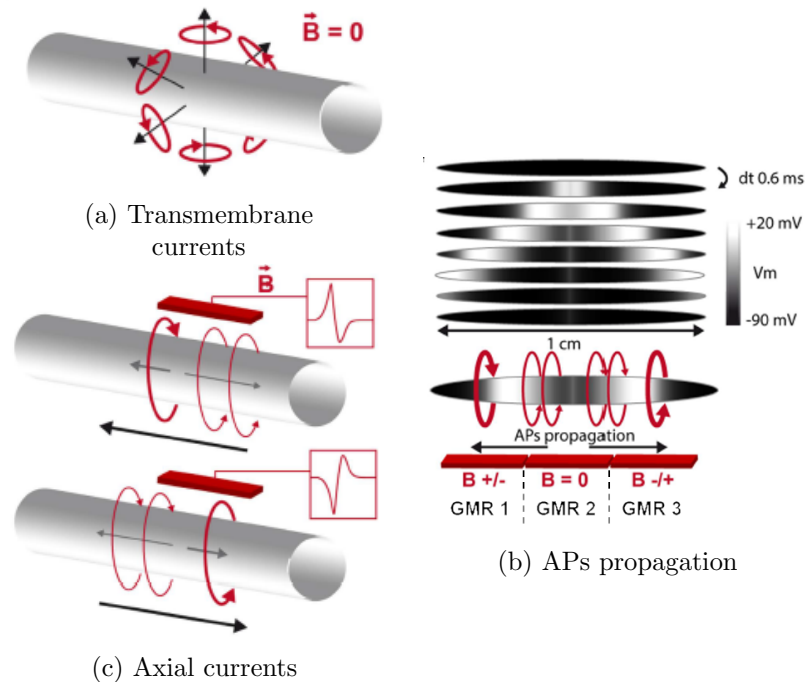 B = 0
(a) Transmembrane
currents
B
(c) Axial currents
dt 0.6 ms
+20 mV
Vm
-90 mV
1 cm
APs propagation
B +/-
B = 0
B -/+
GMR 1
GMR 2
GMR 3
(b) APs propagation